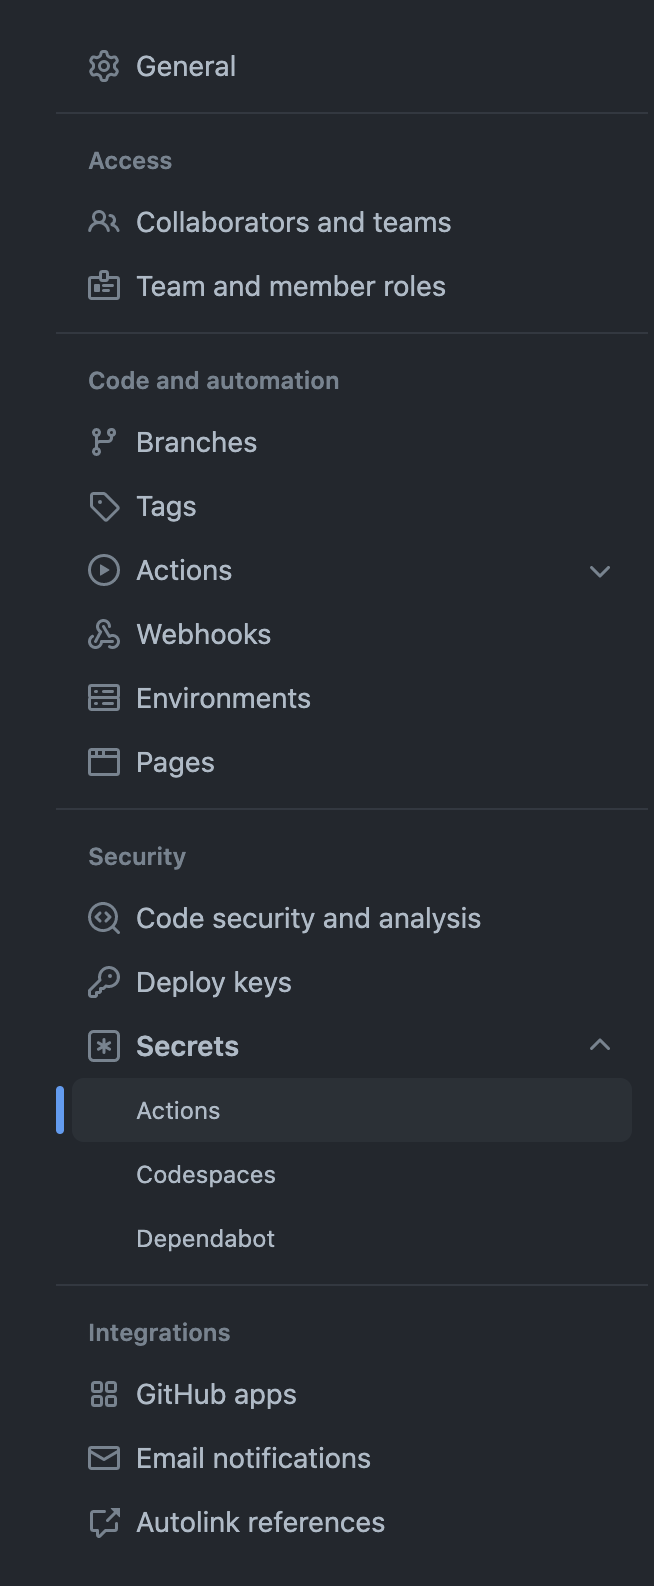 General
Access
Collaborators and teams
Team and member roles
Code and automation
Branches
Tags
Actions
Webhooks
Environments
Pages
Security
Code security and analysis
Deploy keys
Secrets
Actions
Codespaces
Dependabot
Integrations
GitHub apps
Email notifications
Autolink references